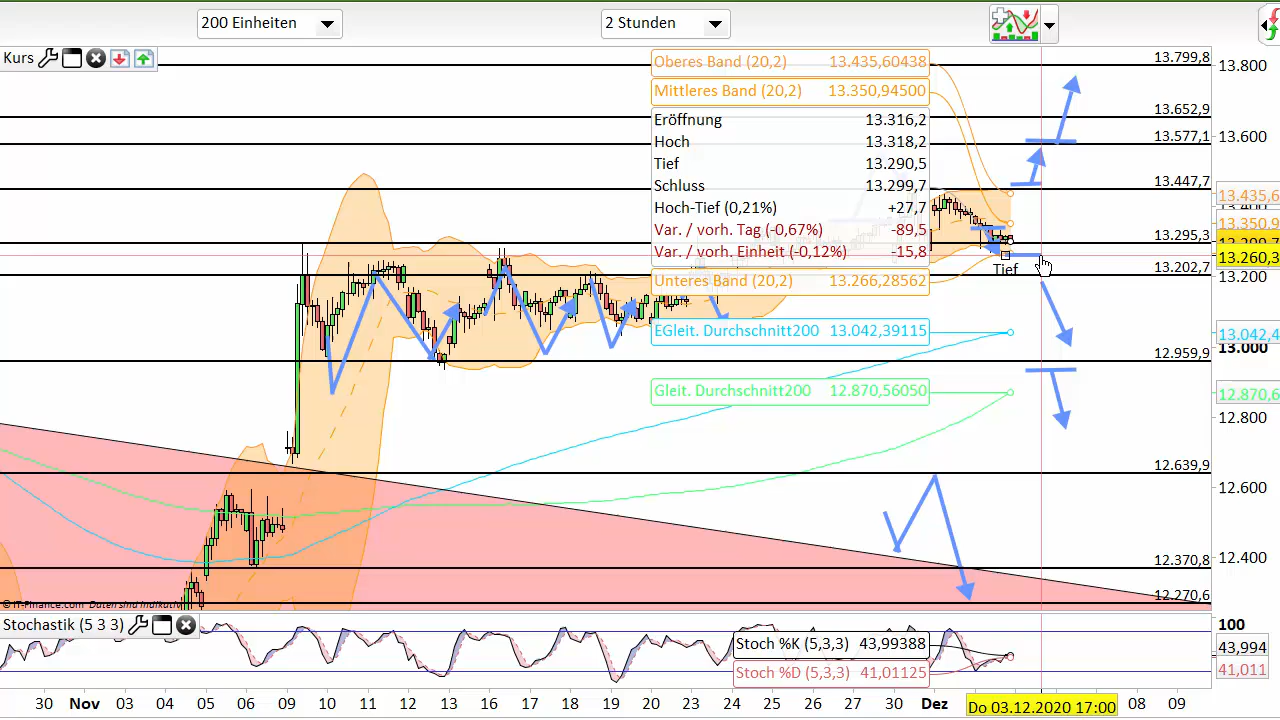 200 Einheiten
2 Stunden
Kurs
13.799,8
13.800
Oberes Band (20,2) 13.435,60438
Mittleres Band (20,2) 13.350,94500
13.652,9
Eröffnung 13.316,2
13.577,1
13.600
Hoch 13.318,2
Tief 13.290,5
Schluss 13.299,7
13.447,7
13.435,6
Hoch-Tief (0,21%) +27,7
Var. / vorh. Tag (-0,67%) -89,5
13.350,9
13.295,3
Var. / vorh. Einheit (-0,12%) -15,8
13.260,3
Tief
13.202,7
13.200
Unteres Band (20,2) 13.266,28562
EGleit. Durchschnitt200 13.042,39115
13.042,4
13.000
12.959,9
Gleit. Durchschnitt200 12.870,56050
12.870,6
12.800
12.639,9
12.600
12.370,8
12.400
12.270,6
© IT-Finance.com Daten sind indikativ
Stochastik (5 3 3)
100
Stoch %K (5,3,3) 43,99388
43,994
Stoch %D (5,3,3) 41,01125
41,011
30 Nov 03 04 05 06 09 10 11 12 13 16 17 18 19 20 23 24 25 26 27 30 Dez Do 03.12.2020 17:00 08 09